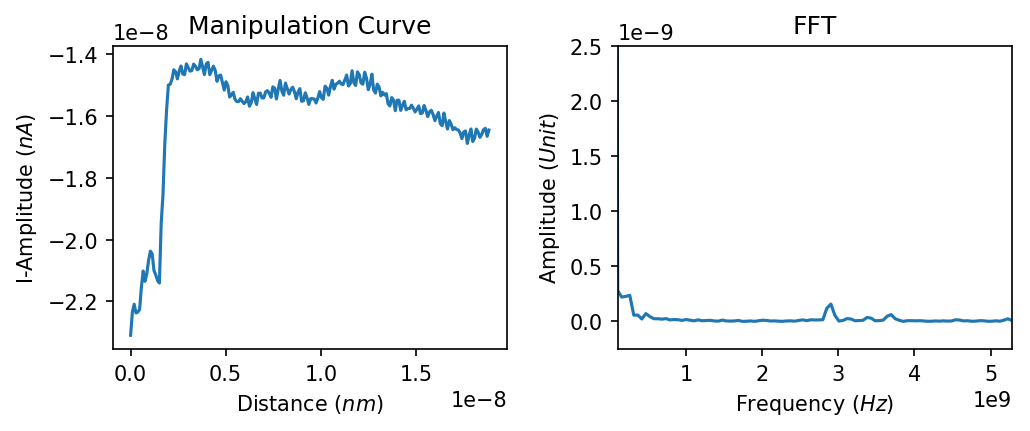 Manipulation Curve
1e−8
−1.4
−1.6
−1.8
−2.0
−2.2
I-Amplitude (nA)
0.0 0.5 1.0 1.5
1e−8
Distance (nm)
FFT
1e−9
2.5
2.0
1.5
1.0
0.5
0.0
Amplitude (Unit)
1 2 3 4 5
1e9
Frequency (Hz)